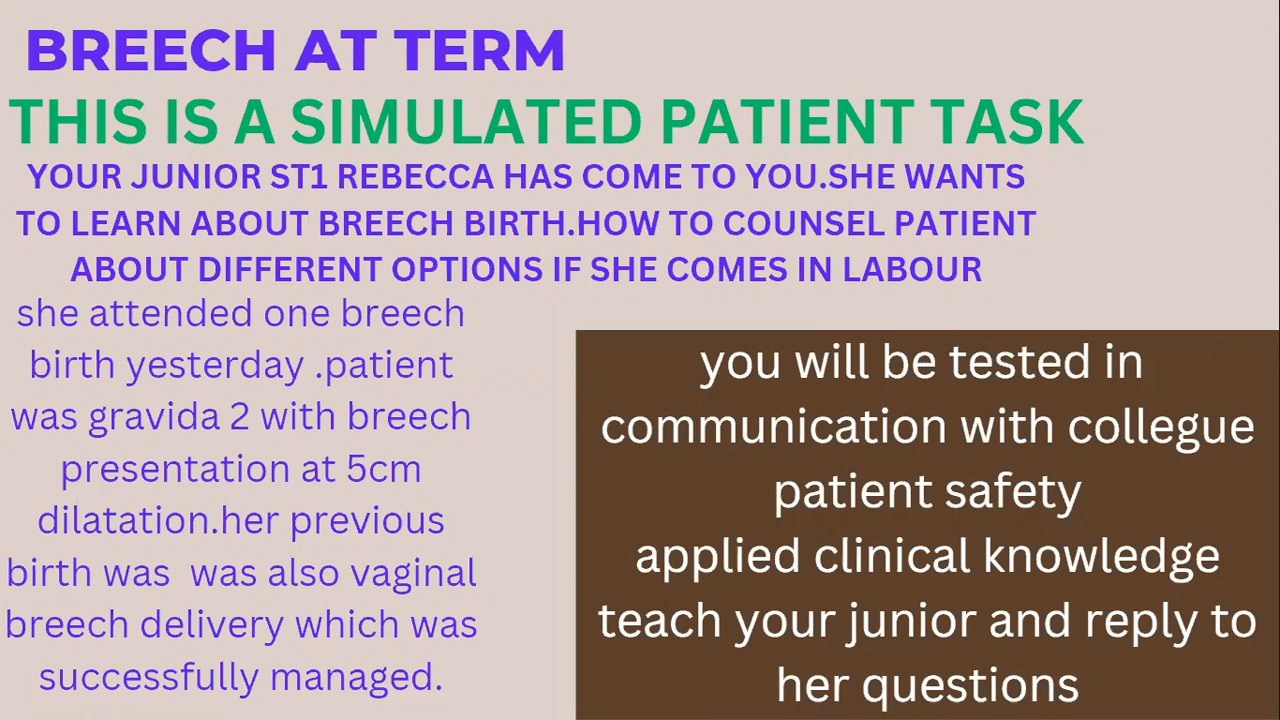 BREECH AT TERM
THIS IS A SIMULATED PATIENT TASK
YOUR JUNIOR ST1 REBECCA HAS COME TO YOU.SHE WANTS
TO LEARN ABOUT BREECH BIRTH.HOW TO COUNSEL PATIENT
ABOUT DIFFERENT OPTIONS IF SHE COMES IN LABOUR
she attended one breech
birth yesterday .patient
was gravida 2 with breech
presentation at 5cm
dilatation.her previous
birth was  was also vaginal
breech delivery which was
successfully managed.
you will be tested in
communication with collegue
patient safety
applied clinical knowledge
teach your junior and reply to
her questions